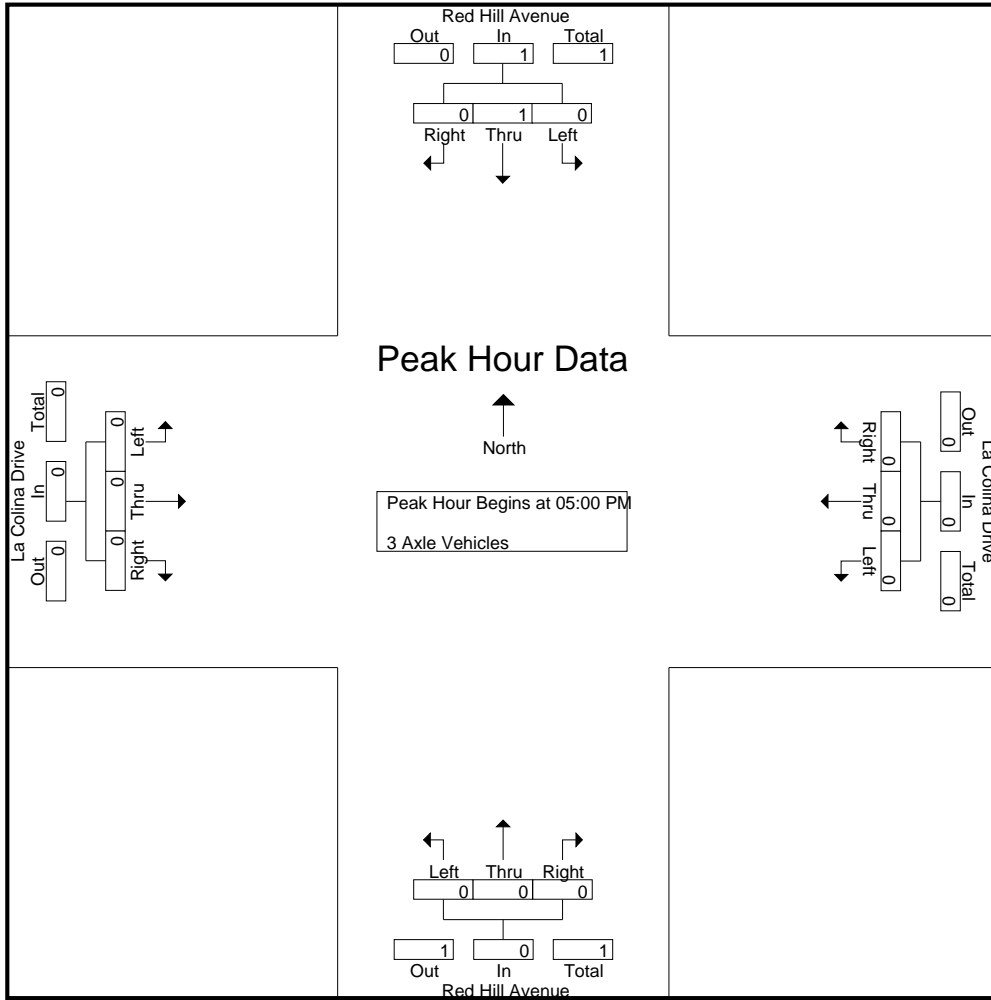 Red Hill Avenue
Out In Total
0 1 1
0 1 0
Right Thru Left
Peak Hour Data
North
Peak Hour Begins at 05:00 PM
3 Axle Vehicles
La Colina Drive
Total In Out
0 0 0
0 0 0
Left Thru Right
La Colina Drive
Out In Total
0 0 0
0 0 0
Right Thru Left
Left Thru Right
0 0 0
1 0 1
Out In Total
Red Hill Avenue